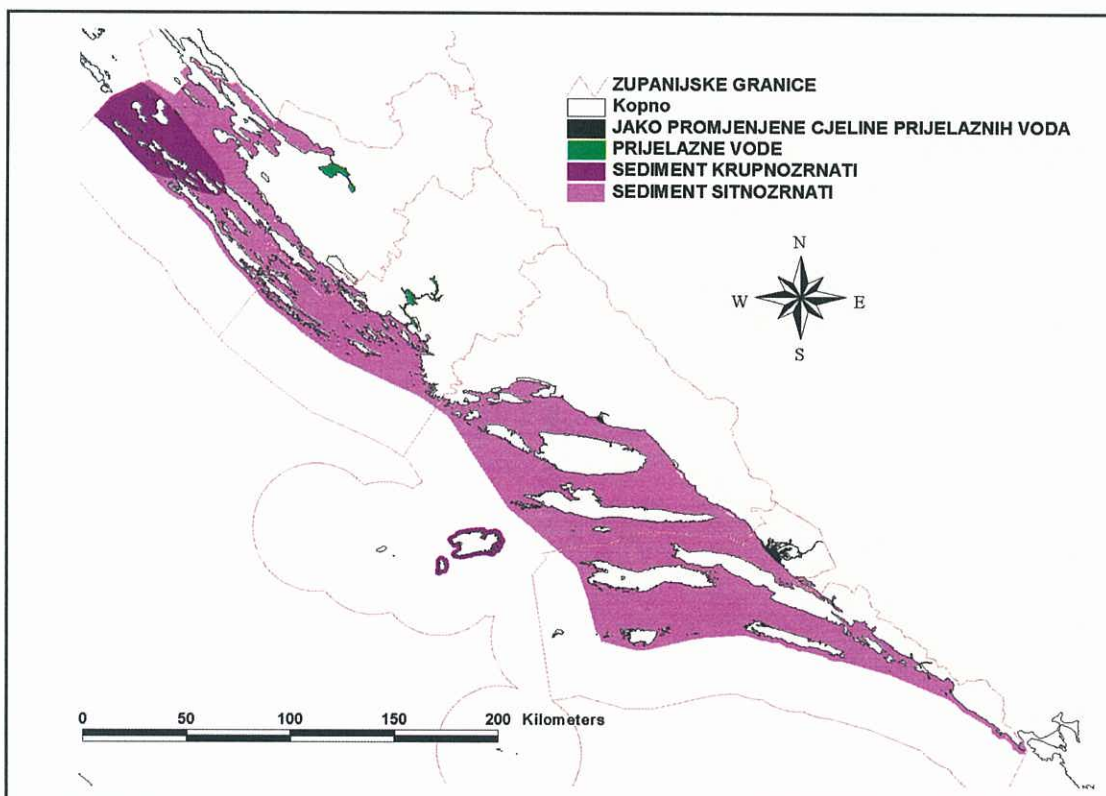 ZUPANIJSKE GRANICE
Kopno
JAKO PROMJENJENE CJELINE PRIJELAZNIH VODA
PRIJELAZNE VODE
SEDIMENT KRUPNOZRNATI
SEDIMENT SITNOZRNATI
N
W E
S
0 50 100 150 200 Kilometers